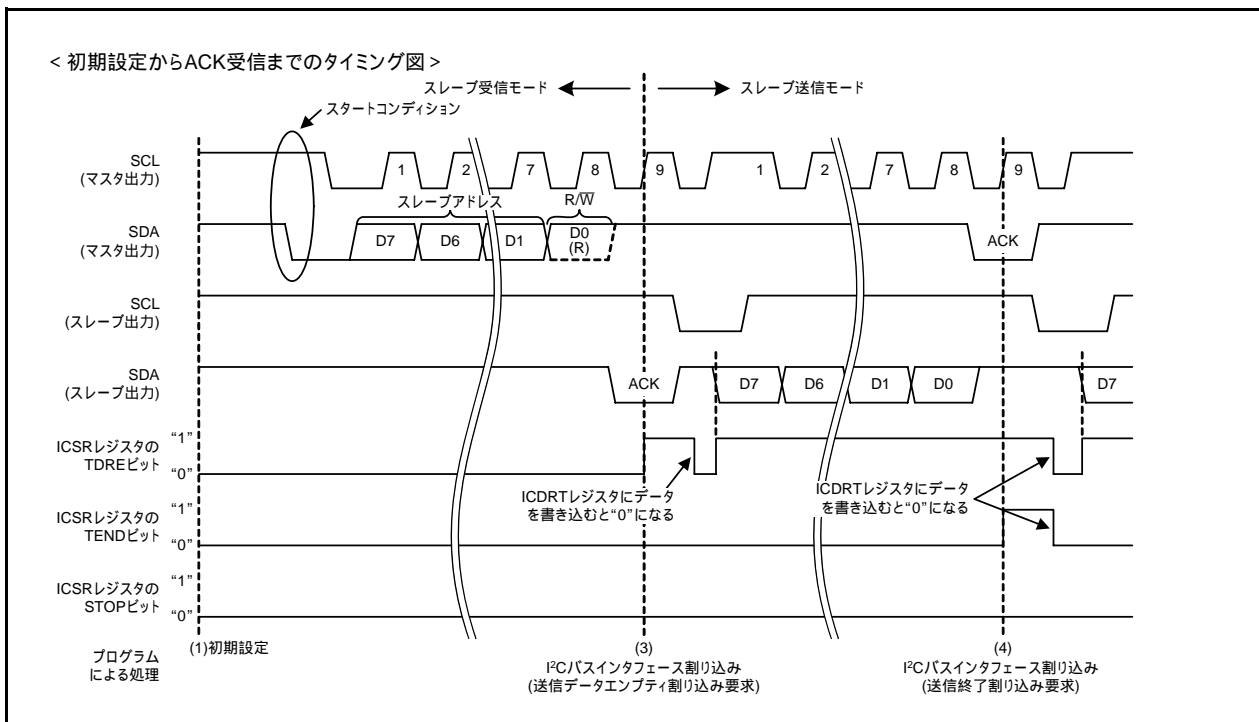 < 初期設定からACK受信までのタイミング図 >
スレーブ受信モード
スレーブ送信モード
スタートコンディション
SCL
(マスタ出力)
1
2
7
8
9
1
2
7
8
9
スレーブアドレス
R/W̅
SDA
(マスタ出力)
D7
D6
D1
D0
(R)
ACK
SCL
(スレーブ出力)
SDA
(スレーブ出力)
ACK
D7
D6
D1
D0
D7
ICSRレジスタの
TDREビット
“1”
“0”
ICDRTレジスタにデータ
を書き込むと“0”になる
ICDRTレジスタにデータ
を書き込むと“0”になる
ICSRレジスタの
TENDビット
“1”
“0”
ICSRレジスタの
STOPビット
“1”
“0”
プログラム
による処理
(1)初期設定
(3)
I²Cバスインタフェース割り込み
(送信データエンプティ割り込み要求)
(4)
I²Cバスインタフェース割り込み
(送信終了割り込み要求)